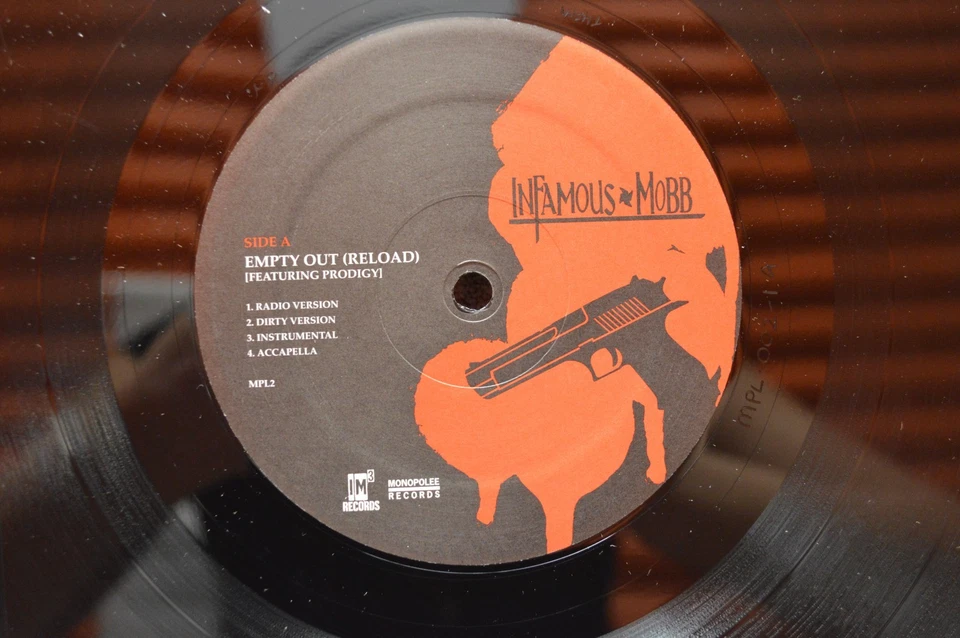 INFAMOUS MOBB
SIDE A
EMPTY OUT (RELOAD)
[FEATURING PRODIGY]
1. RADIO VERSION
2. DIRTY VERSION
3. INSTRUMENTAL
4. ACCAPELLA
MPL2
IM3
RECORDS
MONOPOLEE
RECORDS